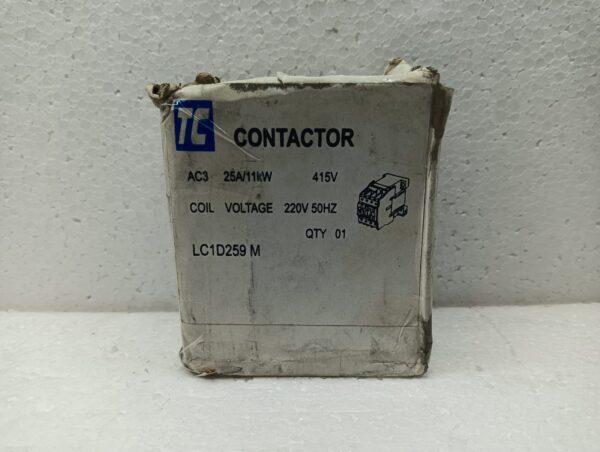 TC CONTACTOR
AC3 25A/11kW 415V
COIL VOLTAGE 220V 50HZ
QTY 01
LC1D259 M